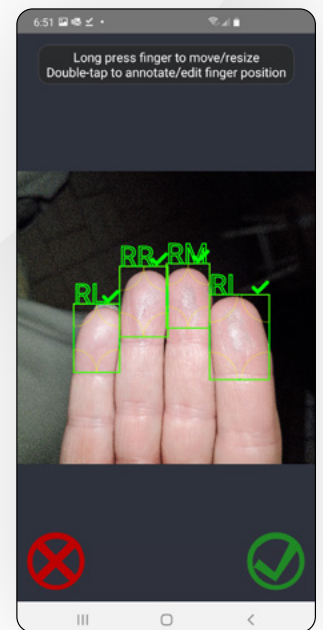 6:51
Long press finger to move/resize
Double-tap to annotate/edit finger position
RL RR RM RI